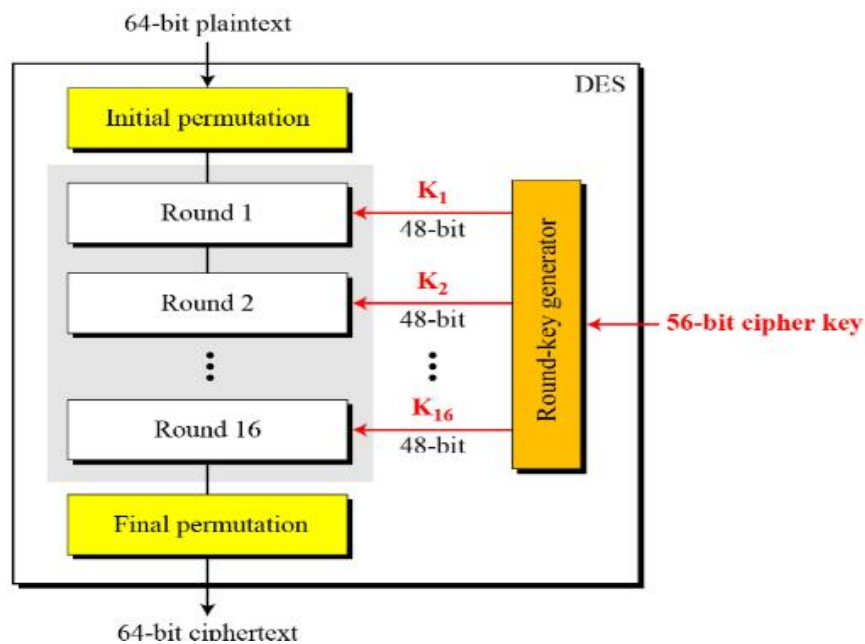 64-bit plaintext
DES
Initial permutation
Round 1
K1
48-bit
Round 2
K2
48-bit
Round-key generator
56-bit cipher key
Round 16
K16
48-bit
Final permutation
64-bit ciphertext